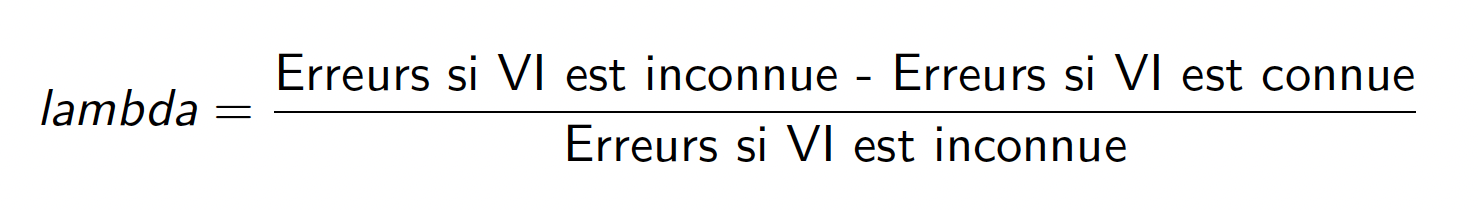 lambda =
Erreurs si VI est inconnue - Erreurs si VI est connue
Erreurs si VI est inconnue